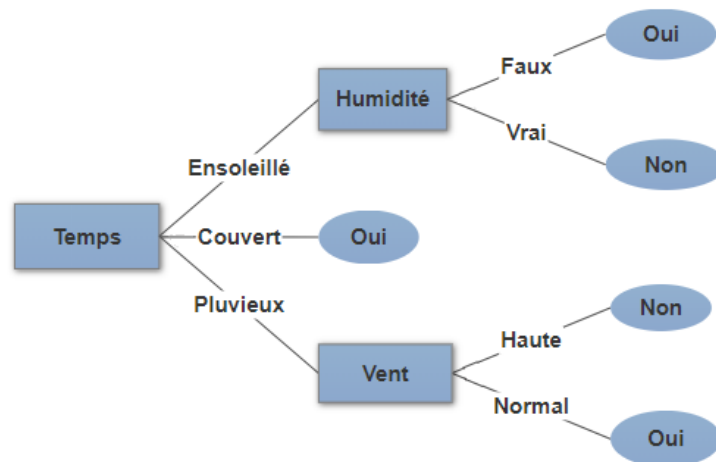 Oui
Faux
Humidité
Vrai
Non
Ensoleillé
Temps
Couvert
Oui
Pluvieux
Non
Haute
Vent
Normal
Oui